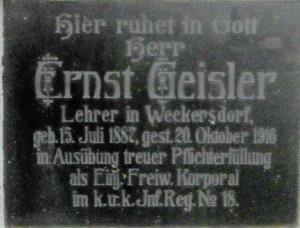 Hier ruhet in Gott
Herr
Ernst Geisler
Lehrer in Weckersdorf,
geb. 15. Juli 1887, gest. 20. Oktober 1916
in Ausübung treuer Pflichterfüllung
als Einj. Freiw. Korporal
im k.u.k. Inf. Reg. No 18.